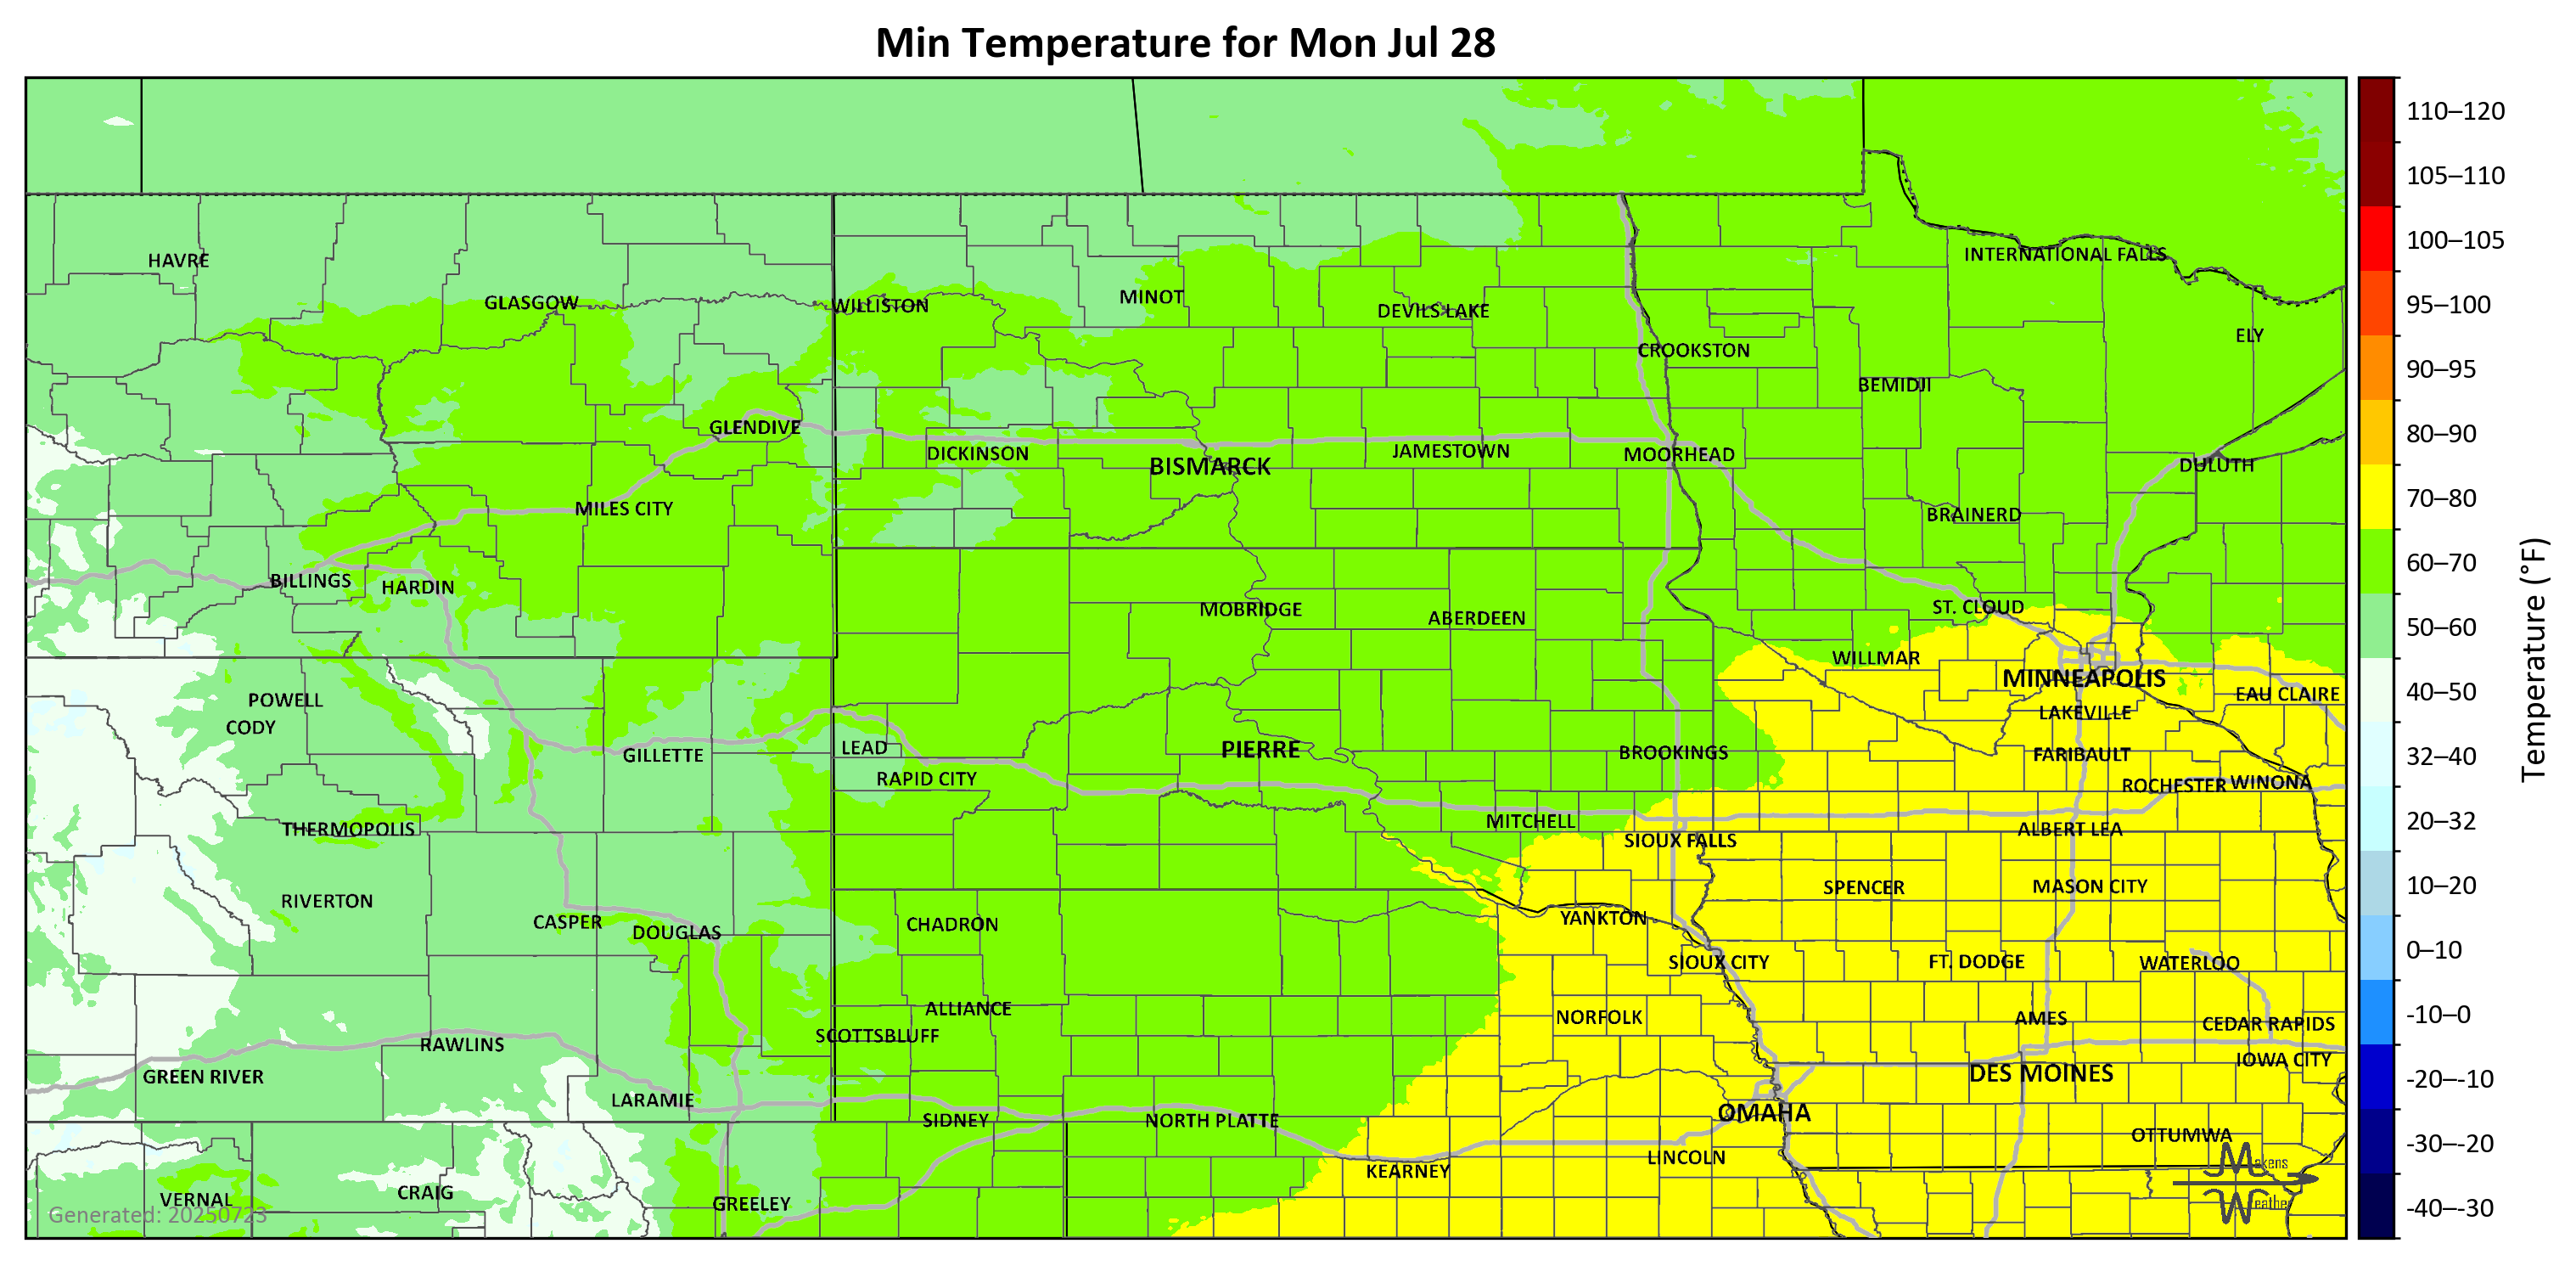 Min Temperature for Mon Jul 28
HAVRE
GLASGOW
WILLISTON
MINOT
DEVILS LAKE
INTERNATIONAL FALLS
ELY
CROOKSTON
BEMIDJI
GLENDIVE
DICKINSON
BISMARCK
JAMESTOWN
MOORHEAD
DULUTH
MILES CITY
BRAINERD
BILLINGS
HARDIN
MOBRIDGE
ABERDEEN
ST. CLOUD
WILLMAR
MINNEAPOLIS
EAU CLAIRE
POWELL
CODY
LAKEVILLE
GILLETTE
LEAD
PIERRE
BROOKINGS
FARIBAULT
RAPID CITY
ROCHESTER
WINONA
THERMOPOLIS
MITCHELL
ALBERT LEA
SIOUX FALLS
RIVERTON
SPENCER
MASON CITY
CASPER
DOUGLAS
CHADRON
YANKTON
SIOUX CITY
FT. DODGE
WATERLOO
ALLIANCE
NORFOLK
AMES
CEDAR RAPIDS
SCOTTSBLUFF
RAWLINS
IOWA CITY
GREEN RIVER
DES MOINES
LARAMIE
SIDNEY
NORTH PLATTE
OMAHA
OTTUMWA
KEARNEY
LINCOLN
VERNAL
CRAIG
GREELEY
Generated: 20250723
Makens
Weather
110–120
105–110
100–105
95–100
90–95
80–90
70–80
60–70
50–60
40–50
32–40
20–32
10–20
0–10
-10–0
-20–-10
-30–-20
-40–-30
Temperature (°F)